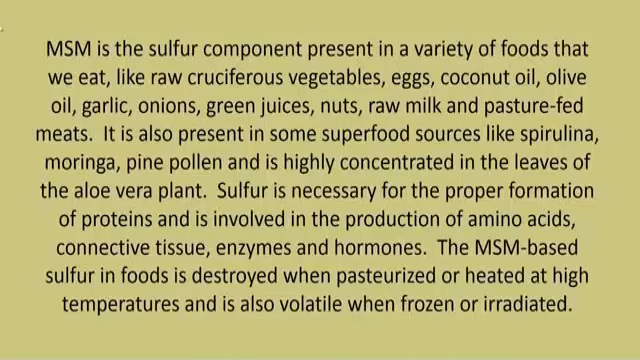 MSM is the sulfur component present in a variety of foods that
we eat, like raw cruciferous vegetables, eggs, coconut oil, olive
oil, garlic, onions, green juices, nuts, raw milk and pasture-fed
meats.  It is also present in some superfood sources like spirulina,
moringa, pine pollen and is highly concentrated in the leaves of
the aloe vera plant.  Sulfur is necessary for the proper formation
of proteins and is involved in the production of amino acids,
connective tissue, enzymes and hormones.  The MSM-based
sulfur in foods is destroyed when pasteurized or heated at high
temperatures and is also volatile when frozen or irradiated.